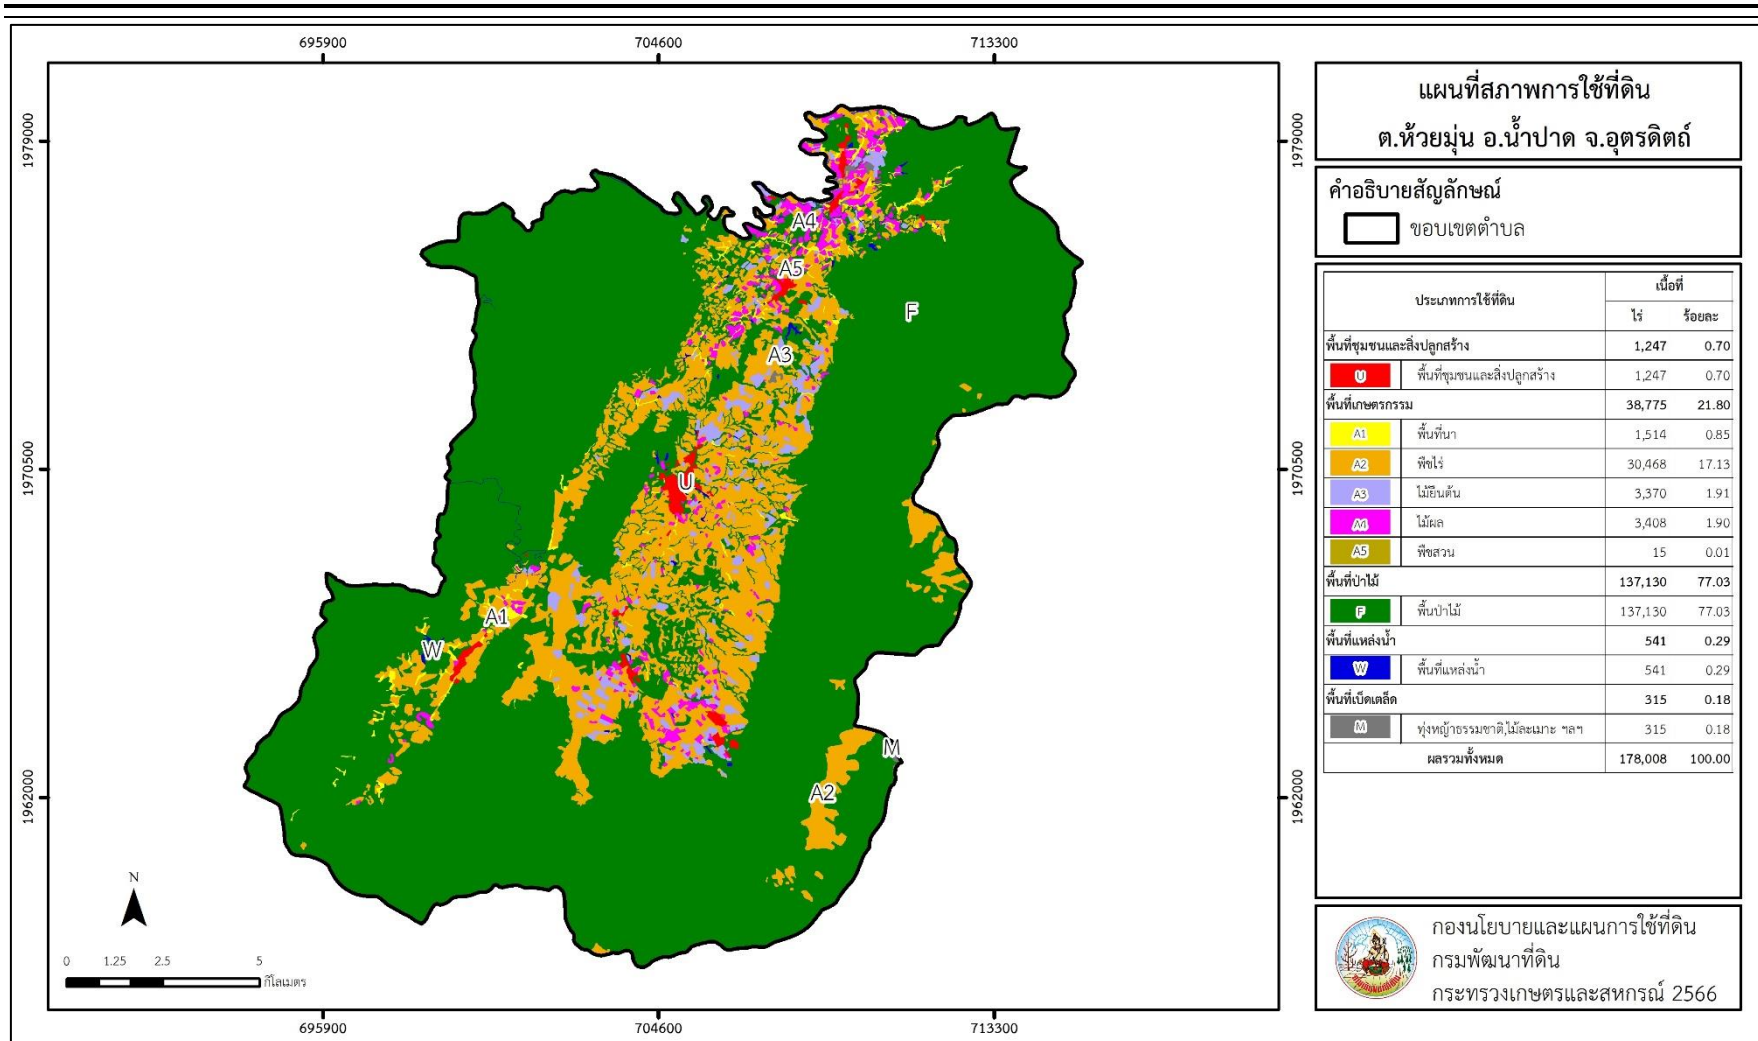 695900 704600 713300
1979000 1979000
1970500 1970500
1962000 1962000
A4
A5
F
A3
U
A1
W
M
A2
N
0 1.25 2.5 5
กิโลเมตร
695900 704600 713300
แผนที่สภาพการใช้ที่ดิน
ต.ห้วยมุ่น อ.น้ำปาด จ.อุตรดิตถ์
คำอธิบายสัญลักษณ์
ขอบเขตตำบล
ประเภทการใช้ที่ดิน เนื้อที่
ไร่ ร้อยละ
พื้นที่ชุมชนและสิ่งปลูกสร้าง 1,247 0.70
U พื้นที่ชุมชนและสิ่งปลูกสร้าง 1,247 0.70
พื้นที่เกษตรกรรม 38,775 21.80
A1 พื้นที่นา 1,514 0.85
A2 พืชไร่ 30,468 17.13
A3 ไม้ยืนต้น 3,370 1.91
A4 ไม้ผล 3,408 1.90
A5 พืชสวน 15 0.01
พื้นที่ป่าไม้ 137,130 77.03
F พื้นป่าไม้ 137,130 77.03
พื้นที่แหล่งน้ำ 541 0.29
W พื้นที่แหล่งน้ำ 541 0.29
พื้นที่เบ็ดเตล็ด 315 0.18
M ทุ่งหญ้าธรรมชาติ,ไม้ละเมาะ ฯลฯ 315 0.18
ผลรวมทั้งหมด 178,008 100.00
กองนโยบายและแผนการใช้ที่ดิน
กรมพัฒนาที่ดิน
กระทรวงเกษตรและสหกรณ์ 2566